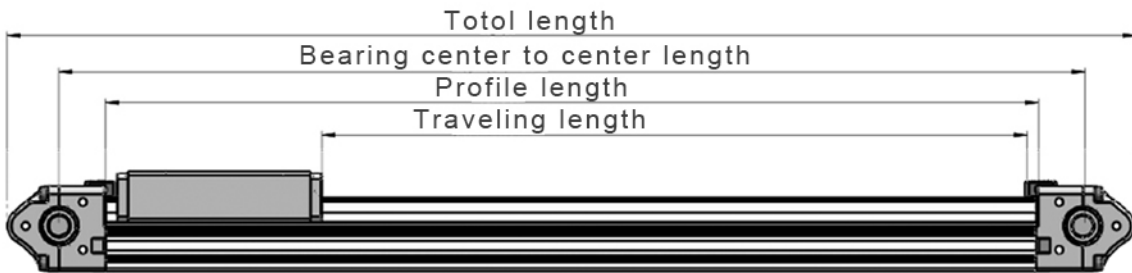 Totol length
Bearing center to center length
Profile length
Traveling length